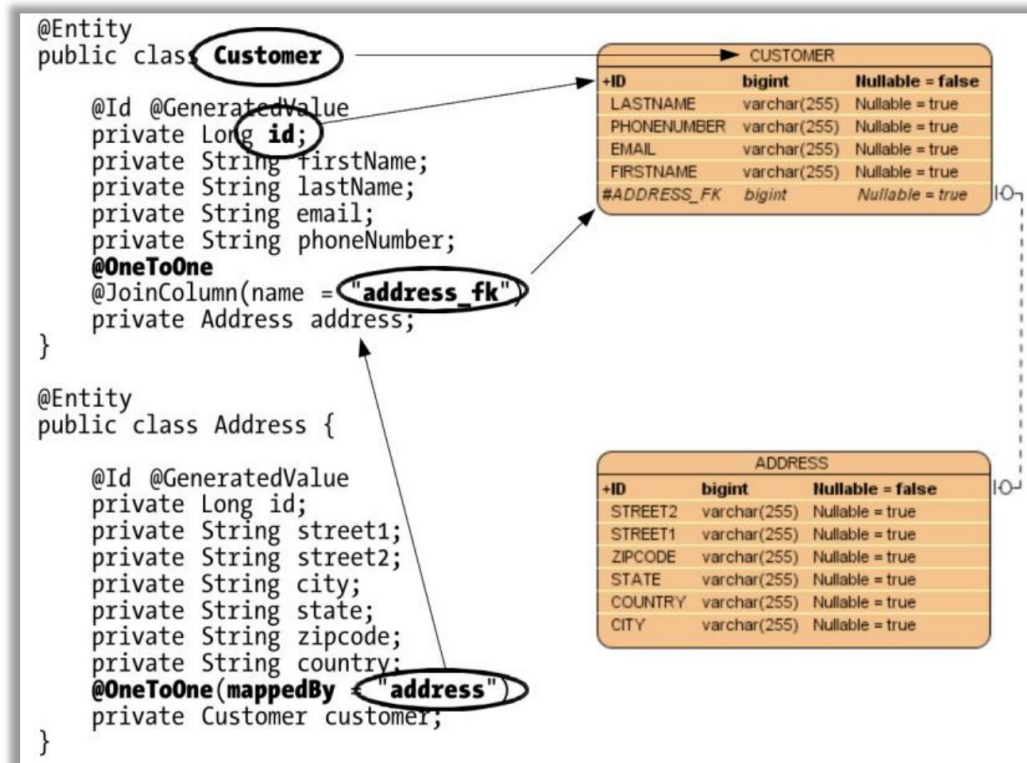 @Entity
public class Customer
@Id @GeneratedValue
private Long id;
private String firstName;
private String lastName;
private String email;
private String phoneNumber;
@OneToOne
@JoinColumn(name = "address_fk")
private Address address;
}
@Entity
public class Address {
@Id @GeneratedValue
private Long id;
private String street1;
private String street2;
private String city;
private String state;
private String zipcode;
private String country;
@OneToOne(mappedBy = "address")
private Customer customer;
}
CUSTOMER
+ID bigint Nullable = false
LASTNAME varchar(255) Nullable = true
PHONENUMBER varchar(255) Nullable = true
EMAIL varchar(255) Nullable = true
FIRSTNAME varchar(255) Nullable = true
#ADDRESS_FK bigint Nullable = true
ADDRESS
+ID bigint Nullable = false
STREET2 varchar(255) Nullable = true
STREET1 varchar(255) Nullable = true
ZIPCODE varchar(255) Nullable = true
STATE varchar(255) Nullable = true
COUNTRY varchar(255) Nullable = true
CITY varchar(255) Nullable = true